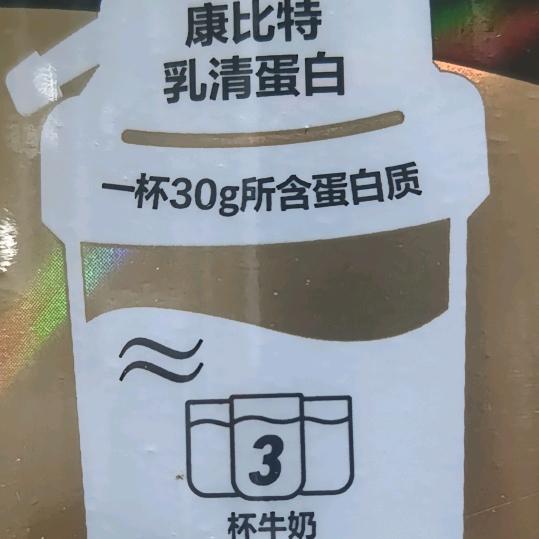 康比特
乳清蛋白
一杯30g所含蛋白质
≈
3
杯牛奶